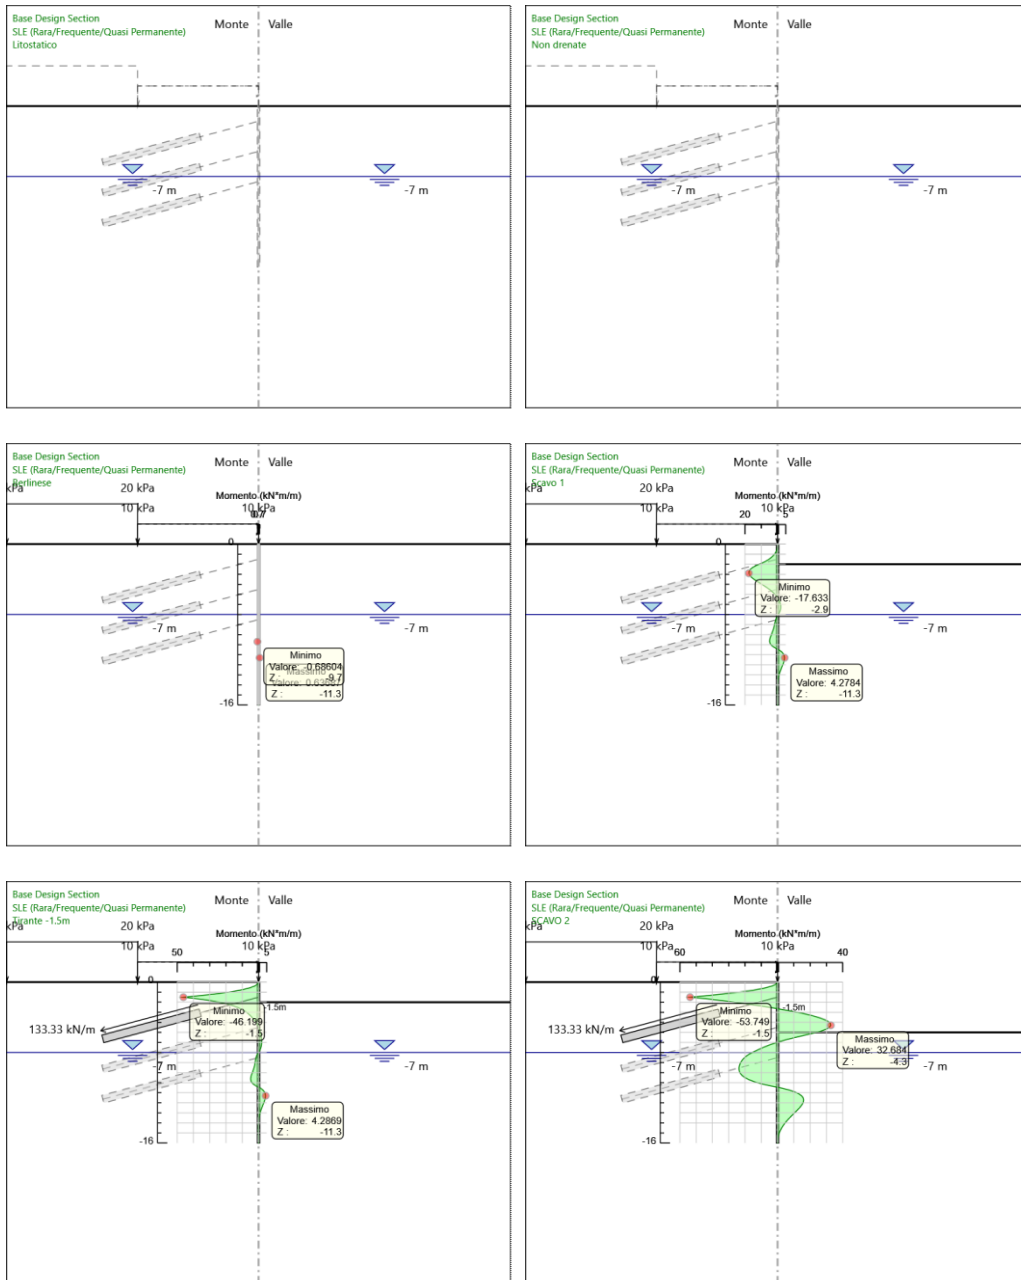 Base Design Section
SLE (Rara/Frequente/Quasi Permanente)
Litostatico
Monte Valle
-7 m
-7 m
Base Design Section
SLE (Rara/Frequente/Quasi Permanente)
Non drenate
Monte Valle
-7 m
-7 m
Base Design Section
SLE (Rara/Frequente/Quasi Permanente)
Berlinese
Monte Valle
kPa
20 kPa
Momento (kN*m/m)
10 kPa
10 kPa
0
-7 m
-7 m
Minimo
Valore: -0.68604
Z : -9.7
Massimo
Z : -11.3
-16
Base Design Section
SLE (Rara/Frequente/Quasi Permanente)
Scavo 1
Monte Valle
kPa
20 kPa
Momento (kN*m/m)
10 kPa
10 kPa
20
5
0
Minimo
Valore: -17.633
Z : -2.9
-7 m
-7 m
Massimo
Valore: 4.2784
Z : -11.3
-16
Base Design Section
SLE (Rara/Frequente/Quasi Permanente)
Tirante -1.5m
Monte Valle
kPa
20 kPa
Momento (kN*m/m)
10 kPa
10 kPa
50
5
0
-1.5m
Minimo
Valore: -46.199
Z : -1.5
133.33 kN/m
-7 m
-7 m
Massimo
Valore: 4.2869
Z : -11.3
-16
Base Design Section
SLE (Rara/Frequente/Quasi Permanente)
SCAVO 2
Monte Valle
kPa
20 kPa
Momento (kN*m/m)
10 kPa
10 kPa
60
40
0
-1.5m
Minimo
Valore: -53.749
Z : -1.5
133.33 kN/m
Massimo
Valore: 32.684
Z : -4.3
-7 m
-7 m
-16